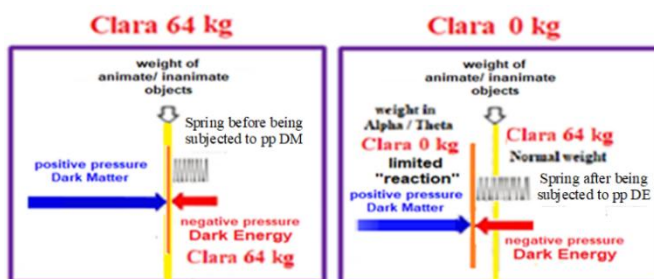 Clara 64 kg
weight of
animate/ inanimate
objects
Spring before being
subjected to pp DM
positive pressure
Dark Matter
negative pressure
Dark Energy
Clara 64 kg
Clara 0 kg
weight of
animate/ inanimate
objects
weight in
Alpha / Theta
Clara 0 kg
limited
"reaction"
positive pressure
Dark Matter
Clara 64 kg
Normal weight
Spring after being
subjected to pp DE
negative pressure
Dark Energy